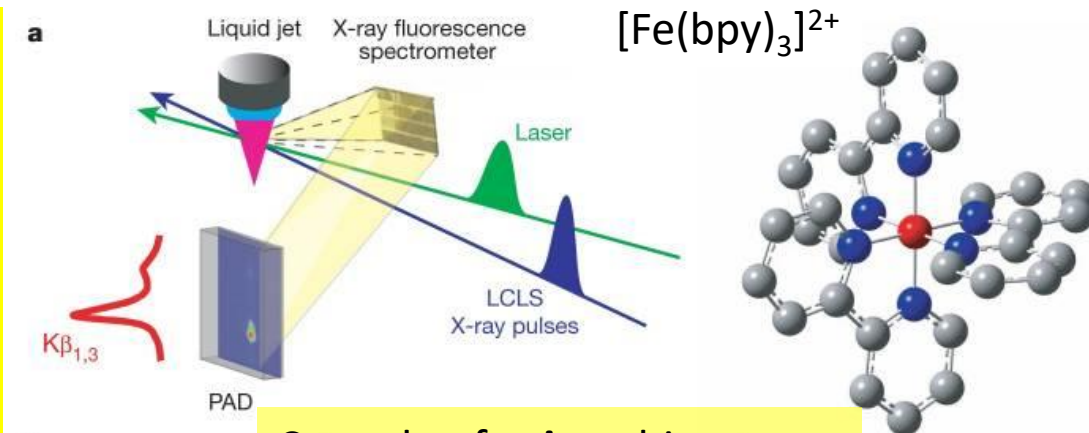 a
Liquid jet
X-ray fluorescence
spectrometer
[Fe(bpy)₃]²⁺
Laser
LCLS
X-ray pulses
Kβ₁,₃
PAD